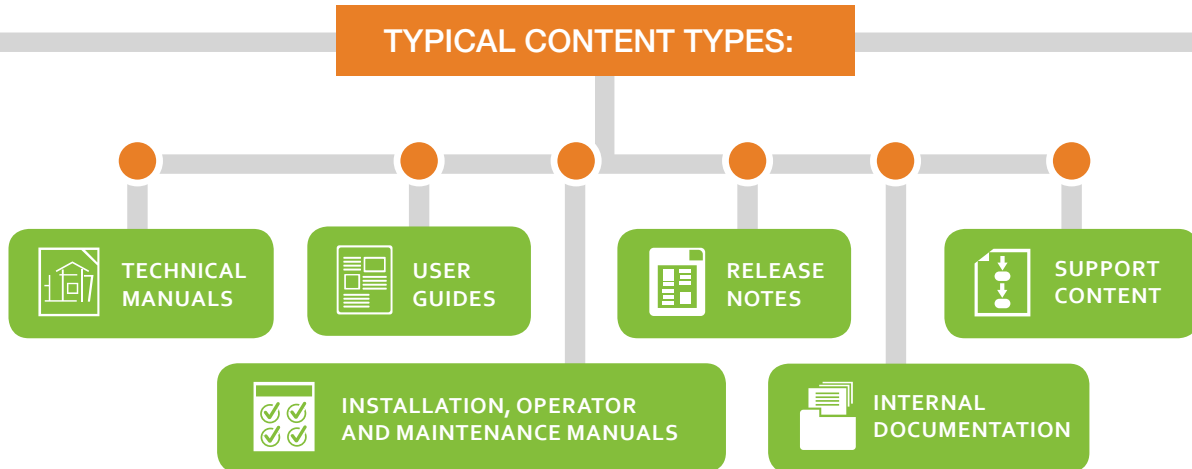 TYPICAL CONTENT TYPES:
TECHNICAL
MANUALS
USER
GUIDES
RELEASE
NOTES
SUPPORT
CONTENT
INSTALLATION, OPERATOR
AND MAINTENANCE MANUALS
INTERNAL
DOCUMENTATION